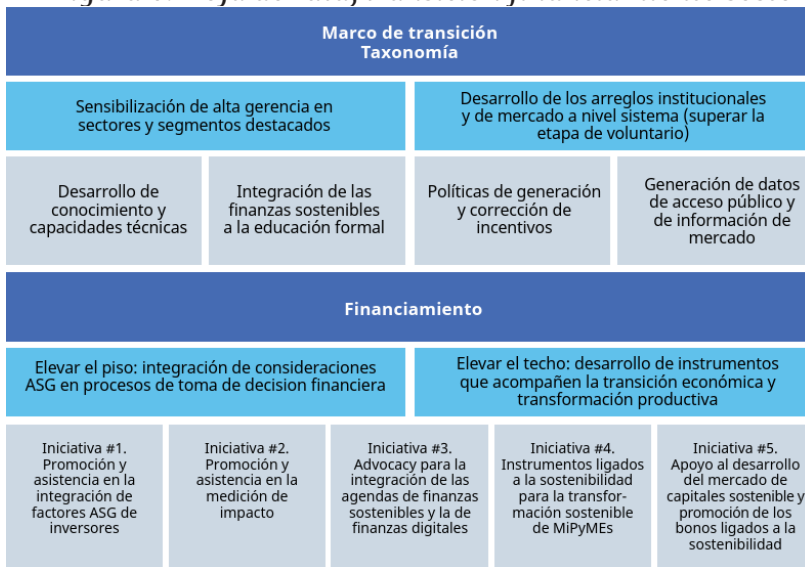 Marco de transición
Taxonomía
Sensibilización de alta gerencia en
sectores y segmentos destacados
Desarrollo de los arreglos institucionales
y de mercado a nivel sistema (superar la
etapa de voluntario)
Desarrollo de
conocimiento y
capacidades técnicas
Integración de las
finanzas sostenibles
a la educación formal
Políticas de generación
y corrección de
incentivos
Generación de datos
de acceso público y
de información de
mercado
Financiamiento
Elevar el piso: integración de consideraciones
ASG en procesos de toma de decision financiera
Elevar el techo: desarrollo de instrumentos
que acompañen la transición económica y
transformación productiva
Iniciativa #1.
Promoción y
asistencia en la
integración de
factores ASG de
inversores
Iniciativa #2.
Promoción y
asistencia en la
medición de
impacto
Iniciativa #3.
Advocacy para la
integración de las
agendas de finanzas
sostenibles y la de
finanzas digitales
Iniciativa #4.
Instrumentos ligados
a la sostenibilidad
para la transfor-
mación sostenible
de MiPyMEs
Iniciativa #5.
Apoyo al desarrollo
del mercado de
capitales sostenible y
promoción de los
bonos ligados a la
sostenibilidad